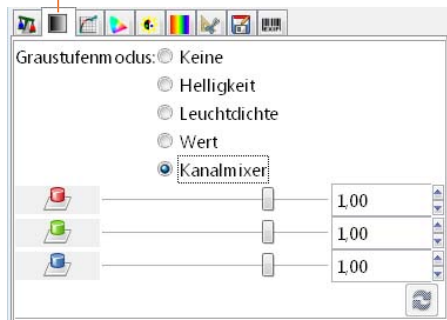 Graustufenmodus: Keine
Helligkeit
Leuchtdichte
Wert
Kanalmixer
1,00
1,00
1,00